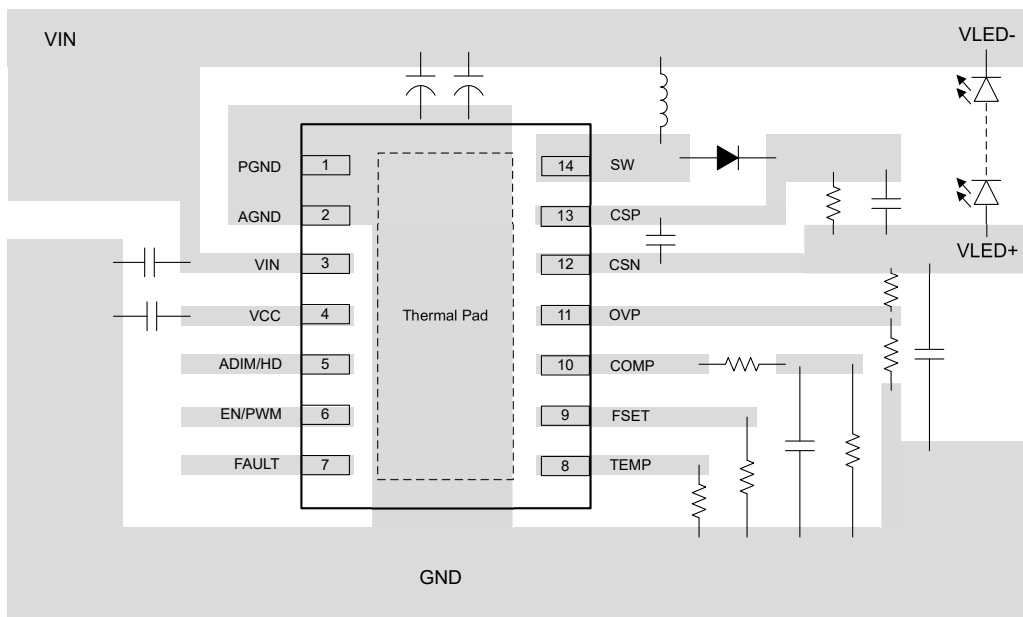 VIN
VLED-
PGND 1
14 SW
AGND 2
13 CSP
VIN 3
12 CSN
VLED+
VCC 4
Thermal Pad
11 OVP
ADIM/HD 5
10 COMP
EN/PWM 6
9 FSET
FAULT 7
8 TEMP
GND